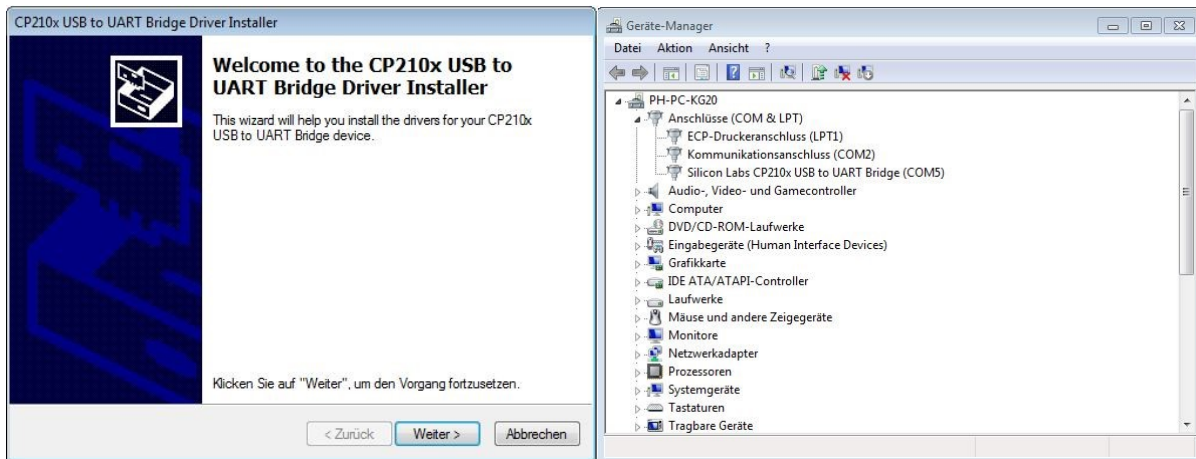 CP210x USB to UART Bridge Driver Installer
Welcome to the CP210x USB to
UART Bridge Driver Installer
This wizard will help you install the drivers for your CP210x
USB to UART Bridge device.
Klicken Sie auf "Weiter", um den Vorgang fortzusetzen.
< Zurück
Weiter >
Abbrechen
Geräte-Manager
Datei Aktion Ansicht ?
PH-PC-KG20
Anschlüsse (COM & LPT)
ECP-Druckeranschluss (LPT1)
Kommunikationsanschluss (COM2)
Silicon Labs CP210x USB to UART Bridge (COM5)
Audio-, Video- und Gamecontroller
Computer
DVD/CD-ROM-Laufwerke
Eingabegeräte (Human Interface Devices)
Grafikkarte
IDE ATA/ATAPI-Controller
Laufwerke
Mäuse und andere Zeigegeräte
Monitore
Netzwerkadapter
Prozessoren
Systemgeräte
Tastaturen
Tragbare Geräte